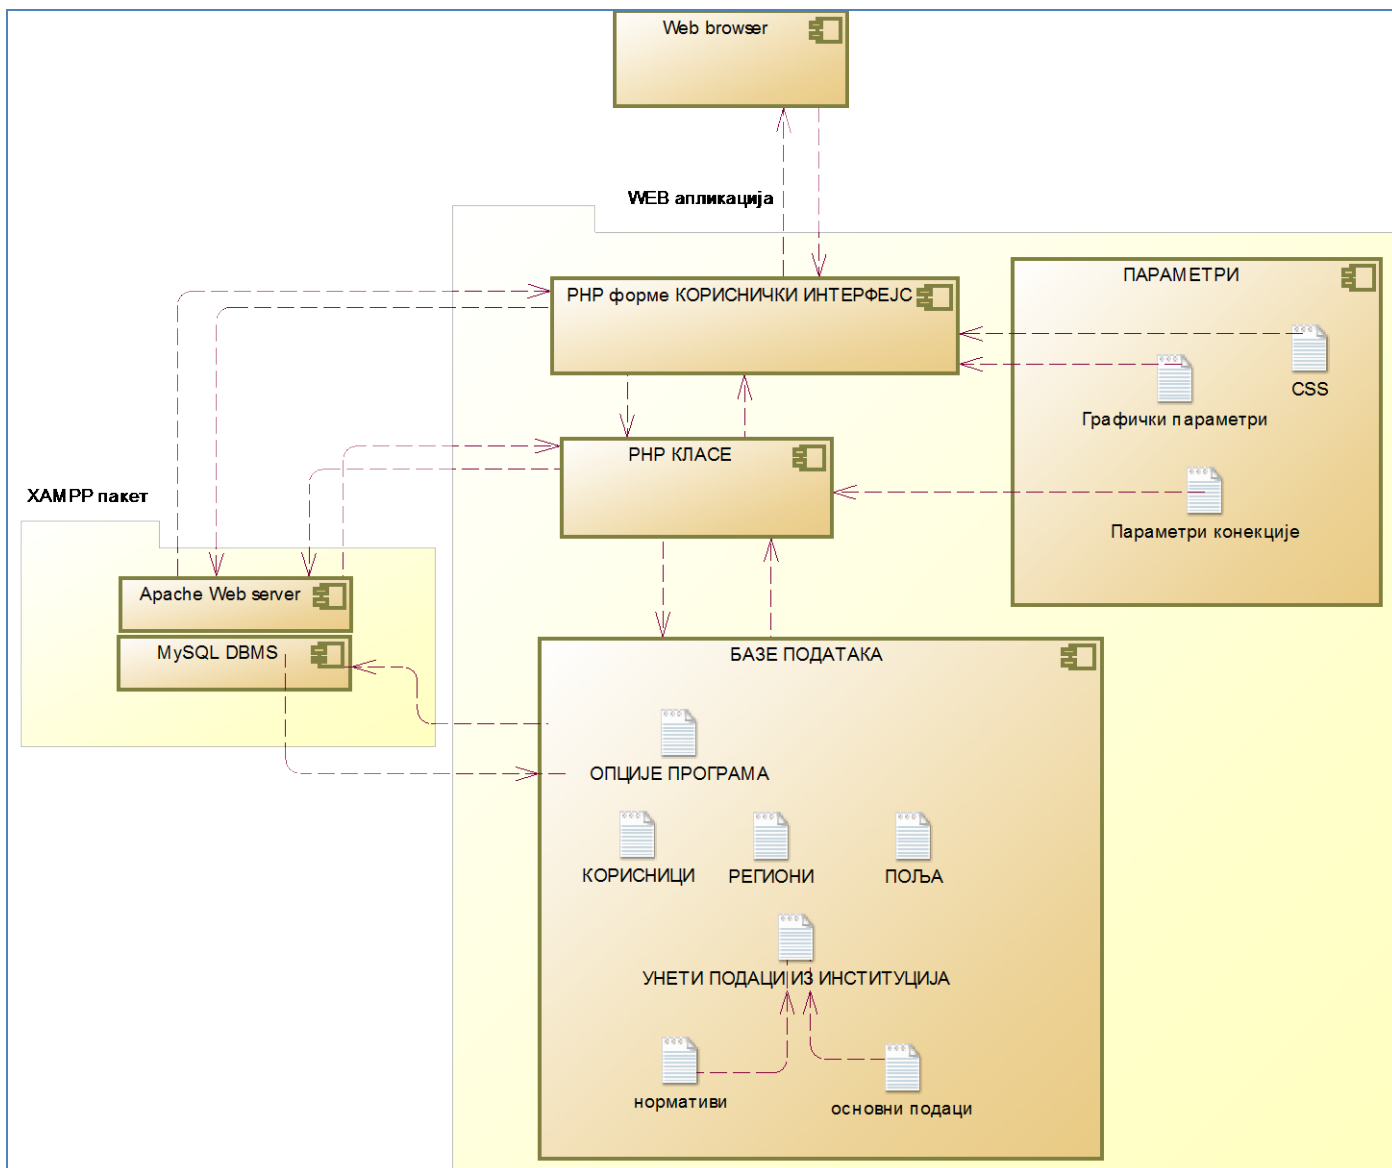 Web browser
WEB апликација
PHP форме КОРИСНИЧКИ ИНТЕРФЕЈС
ПАРАМЕТРИ
CSS
Графички параметри
PHP КЛАСЕ
XAMPP пакет
Параметри конекције
Apache Web server
MySQL DBMS
БАЗЕ ПОДАТАКА
ОПЦИЈЕ ПРОГРАМА
КОРИСНИЦИ
РЕГИОНИ
ПОЉА
УНЕТИ ПОДАЦИ ИЗ ИНСТИТУЦИЈА
нормативи
основни подаци